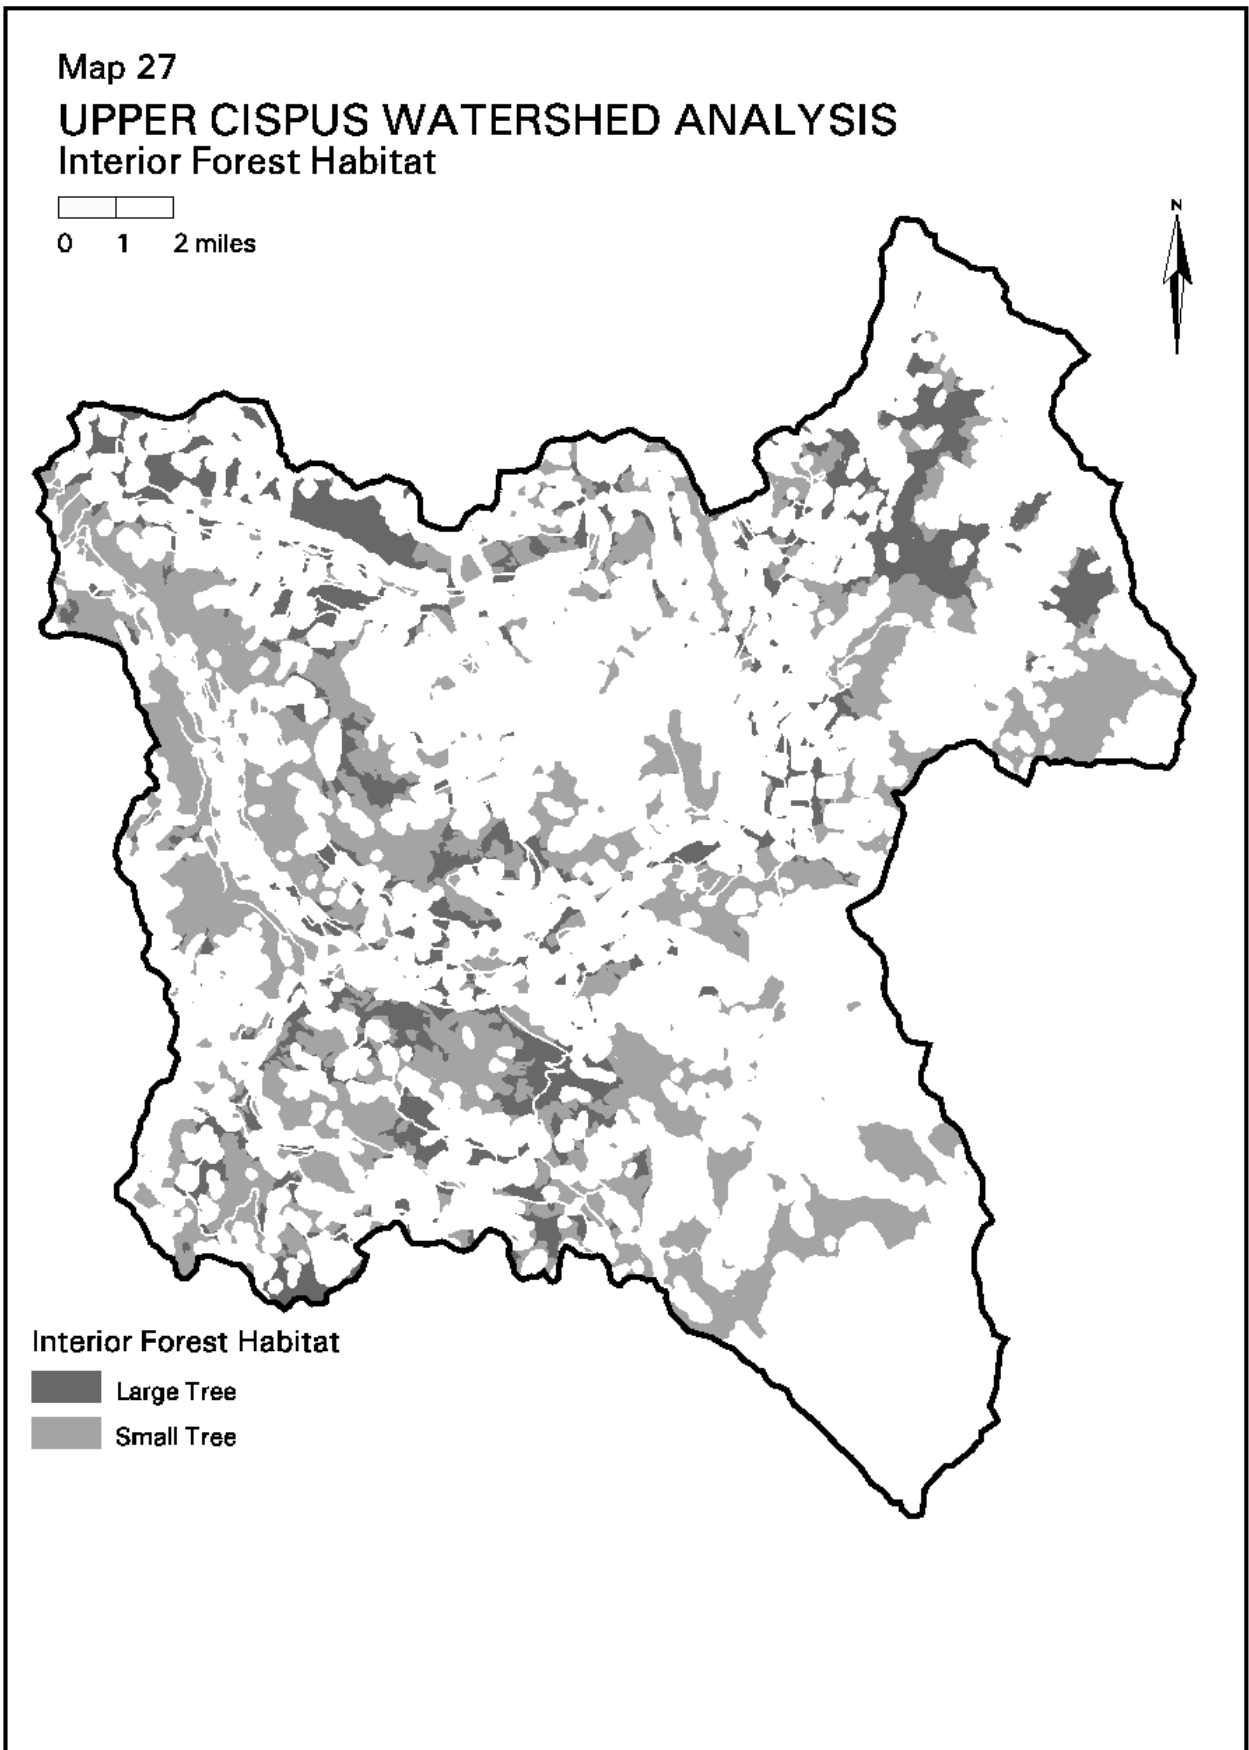 Map 27
UPPER CISPUS WATERSHED ANALYSIS
Interior Forest Habitat
0 1 2 miles
N
Interior Forest Habitat
Large Tree
Small Tree